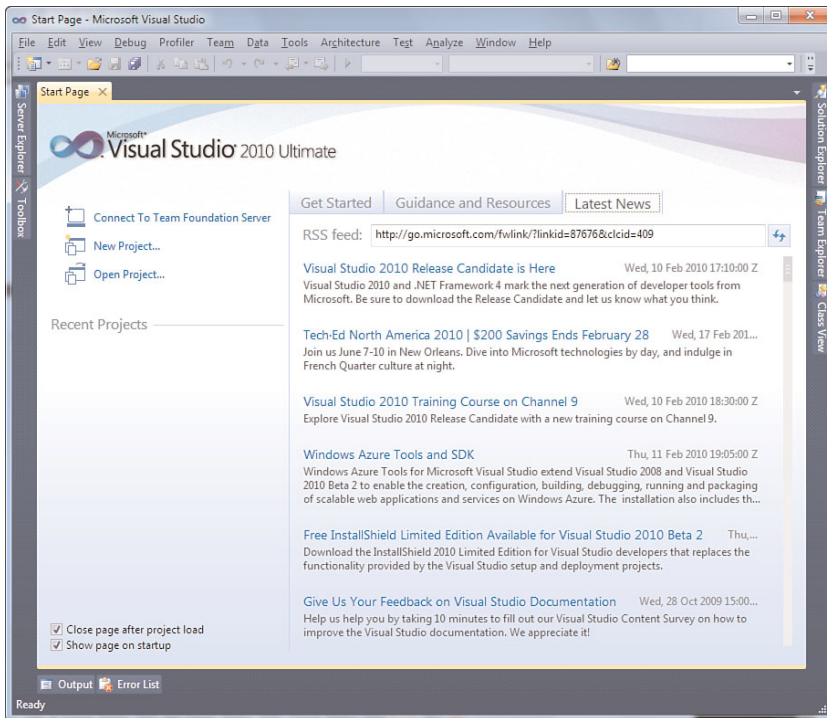 Start Page - Microsoft Visual Studio
File Edit View Debug Profiler Team Data Tools Architecture Test Analyze Window Help
Start Page
Server Explorer
Toolbox
Solution Explorer
Team Explorer
Class View
Microsoft®
Visual Studio® 2010 Ultimate
Connect To Team Foundation Server
New Project...
Open Project...
Recent Projects
Close page after project load
Show page on startup
Get Started Guidance and Resources Latest News
RSS feed: http://go.microsoft.com/fwlink/?linkid=87676&clcid=409
Visual Studio 2010 Release Candidate is Here Wed, 10 Feb 2010 17:10:00 Z
Visual Studio 2010 and .NET Framework 4 mark the next generation of developer tools from
Microsoft. Be sure to download the Release Candidate and let us know what you think.
Tech-Ed North America 2010 | $200 Savings Ends February 28 Wed, 17 Feb 201...
Join us June 7-10 in New Orleans. Dive into Microsoft technologies by day, and indulge in
French Quarter culture at night.
Visual Studio 2010 Training Course on Channel 9 Wed, 10 Feb 2010 18:30:00 Z
Explore Visual Studio 2010 Release Candidate with a new training course on Channel 9.
Windows Azure Tools and SDK Thu, 11 Feb 2010 19:05:00 Z
Windows Azure Tools for Microsoft Visual Studio extend Visual Studio 2008 and Visual Studio
2010 Beta 2 to enable the creation, configuration, building, debugging, running and packaging
of scalable web applications and services on Windows Azure. The installation also includes th...
Free InstallShield Limited Edition Available for Visual Studio 2010 Beta 2 Thu,...
Download the InstallShield 2010 Limited Edition for Visual Studio developers that replaces the
functionality provided by the Visual Studio setup and deployment projects.
Give Us Your Feedback on Visual Studio Documentation Wed, 28 Oct 2009 15:00...
Help us help you by taking 10 minutes to fill out our Visual Studio Content Survey on how to
improve the Visual Studio documentation. We appreciate it!
Output Error List
Ready